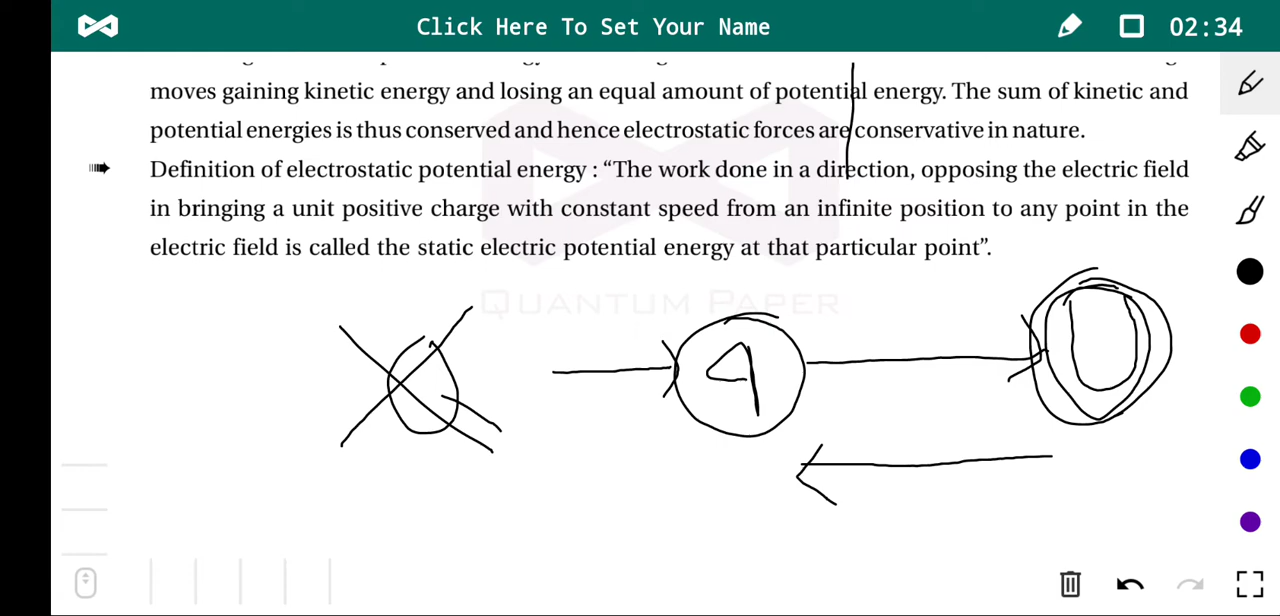 Click Here To Set Your Name
02:34
moves gaining kinetic energy and losing an equal amount of potential energy. The sum of kinetic and
potential energies is thus conserved and hence electrostatic forces are conservative in nature.
Definition of electrostatic potential energy : “The work done in a direction, opposing the electric field
in bringing a unit positive charge with constant speed from an infinite position to any point in the
electric field is called the static electric potential energy at that particular point”.
QUANTUM PAPER
q